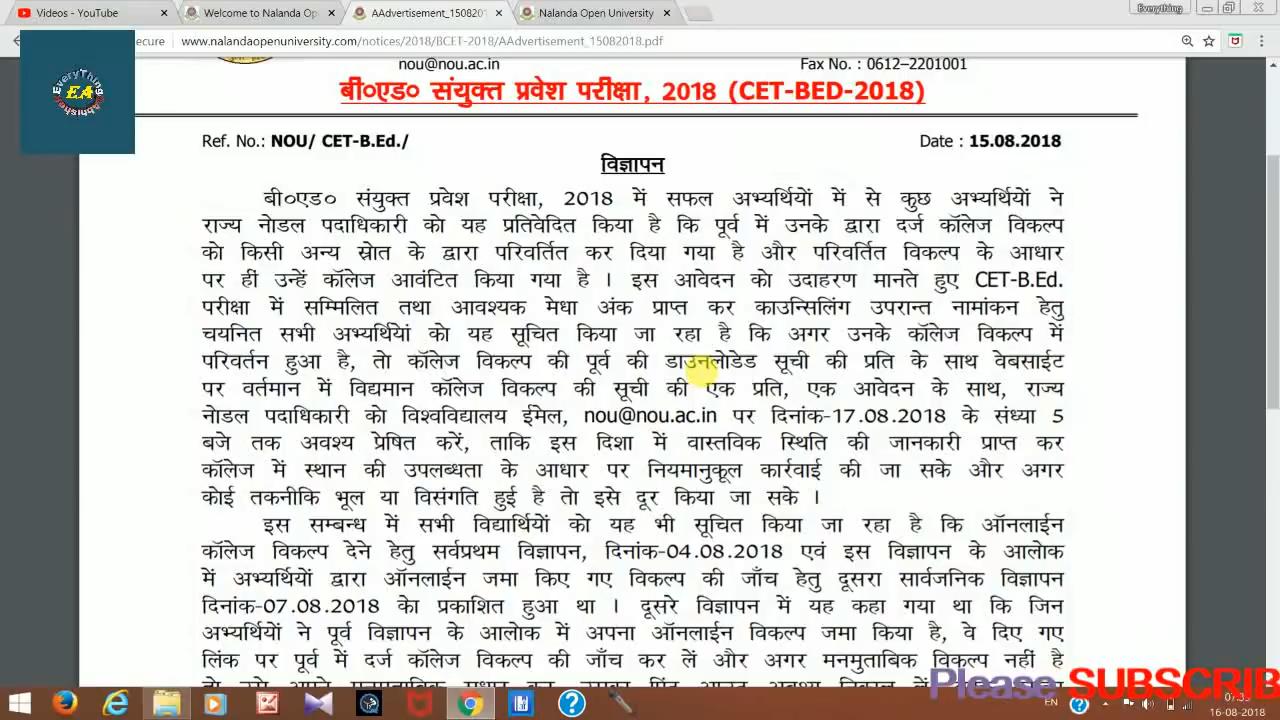 Videos - YouTube
Welcome to Nalanda Op
AAdvertisement_150820
Nalanda Open University
Everything
ecure www.nalandaopenuniversity.com/notices/2018/BCET-2018/AAdvertisement_15082018.pdf
EveryThing
EA
Abhishek
nou@nou.ac.in Fax No. : 0612–2201001
बी०एड० संयुक्त प्रवेश परीक्षा, 2018 (CET-BED-2018)
Ref. No.: NOU/ CET-B.Ed./ Date : 15.08.2018
विज्ञापन
बी०एड० संयुक्त प्रवेश परीक्षा, 2018 में सफल अभ्यर्थियों में से कुछ अभ्यर्थियों ने
राज्य नोडल पदाधिकारी को यह प्रतिवेदित किया है कि पूर्व में उनके द्वारा दर्ज कॉलेज विकल्प
को किसी अन्य स्रोत के द्वारा परिवर्तित कर दिया गया है और परिवर्तित विकल्प के आधार
पर हीं उन्हें कॉलेज आवंटित किया गया है । इस आवेदन को उदाहरण मानते हुए CET-B.Ed.
परीक्षा में सम्मिलित तथा आवश्यक मेधा अंक प्राप्त कर काउन्सिलिंग उपरान्त नामांकन हेतु
चयनित सभी अभ्यर्थियों को यह सूचित किया जा रहा है कि अगर उनके कॉलेज विकल्प में
परिवर्तन हुआ है, तो कॉलेज विकल्प की पूर्व की डाउनलोडेड सूची की प्रति के साथ वेबसाईट
पर वर्तमान में विद्यमान कॉलेज विकल्प की सूची की एक प्रति, एक आवेदन के साथ, राज्य
नोडल पदाधिकारी को विश्वविद्यालय ईमेल, nou@nou.ac.in पर दिनांक-17.08.2018 के संध्या 5
बजे तक अवश्य प्रेषित करें, ताकि इस दिशा में वास्तविक स्थिति की जानकारी प्राप्त कर
कॉलेज में स्थान की उपलब्धता के आधार पर नियमानुकूल कार्रवाई की जा सके और अगर
कोई तकनीकि भूल या विसंगति हुई है तो इसे दूर किया जा सके ।
इस सम्बन्ध में सभी विद्यार्थियों को यह भी सूचित किया जा रहा है कि ऑनलाईन
कॉलेज विकल्प देने हेतु सर्वप्रथम विज्ञापन, दिनांक-04.08.2018 एवं इस विज्ञापन के आलोक
में अभ्यर्थियों द्वारा ऑनलाईन जमा किए गए विकल्प की जाँच हेतु दूसरा सार्वजनिक विज्ञापन
दिनांक-07.08.2018 को प्रकाशित हुआ था । दूसरे विज्ञापन में यह कहा गया था कि जिन
अभ्यर्थियों ने पूर्व विज्ञापन के आलोक में अपना ऑनलाईन विकल्प जमा किया है, वे दिए गए
लिंक पर पूर्व में दर्ज कॉलेज विकल्प की जाँच कर लें और अगर मनमुताबिक विकल्प नहीं है
Please SUBSCRIB
EN
16-08-2018